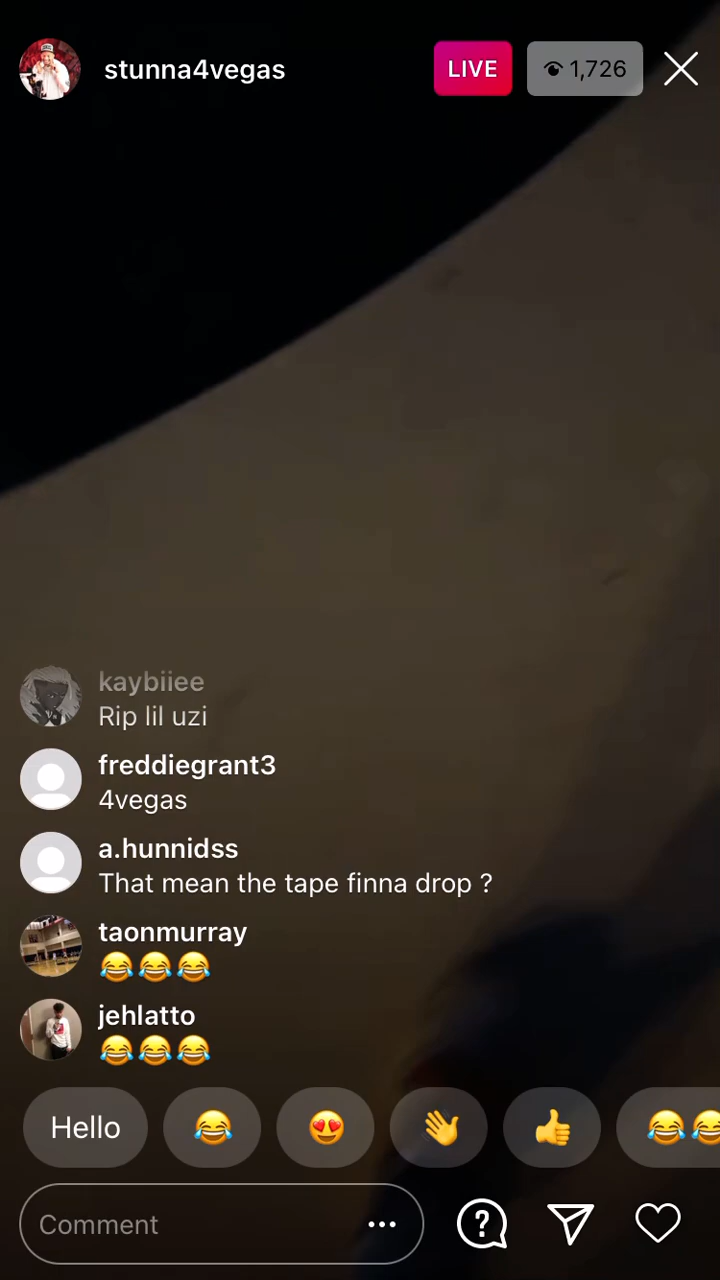 stunna4vegas
LIVE
1,726
kaybiiee
Rip lil uzi
freddiegrant3
4vegas
a.hunnidss
That mean the tape finna drop ?
taonmurray
😂😂😂
jehlatto
😂😂😂
Hello 😂 😍 👋 👍 😂😂
Comment